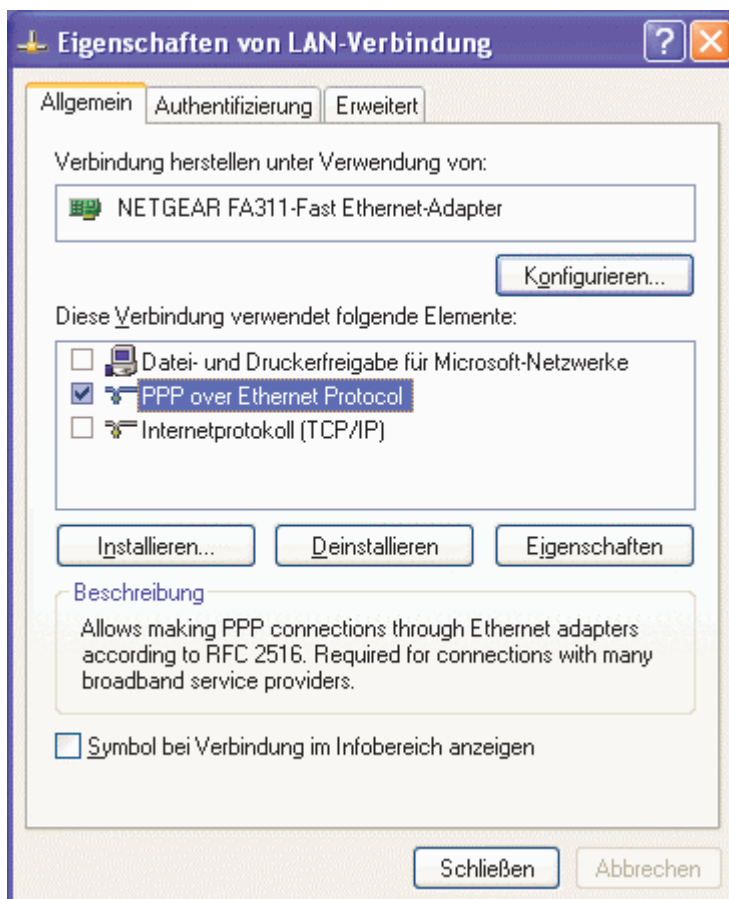 Eigenschaften von LAN-Verbindung
Allgemein Authentifizierung Erweitert
Verbindung herstellen unter Verwendung von:
NETGEAR FA311-Fast Ethernet-Adapter
Konfigurieren...
Diese Verbindung verwendet folgende Elemente:
Datei- und Druckerfreigabe für Microsoft-Netzwerke
PPP over Ethernet Protocol
Internetprotokoll (TCP/IP)
Installieren... Deinstallieren Eigenschaften
Beschreibung
Allows making PPP connections through Ethernet adapters
according to RFC 2516. Required for connections with many
broadband service providers.
Symbol bei Verbindung im Infobereich anzeigen
Schließen Abbrechen